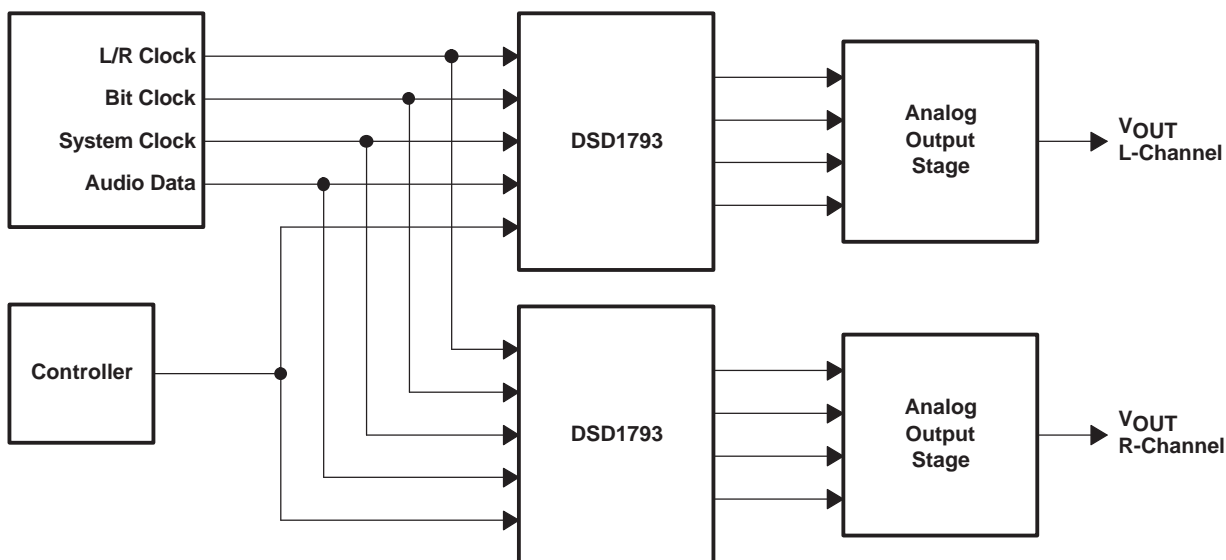 L/R Clock
Bit Clock
System Clock
Audio Data
DSD1793
Analog
Output
Stage
VOUT
L-Channel
Controller
DSD1793
Analog
Output
Stage
VOUT
R-Channel